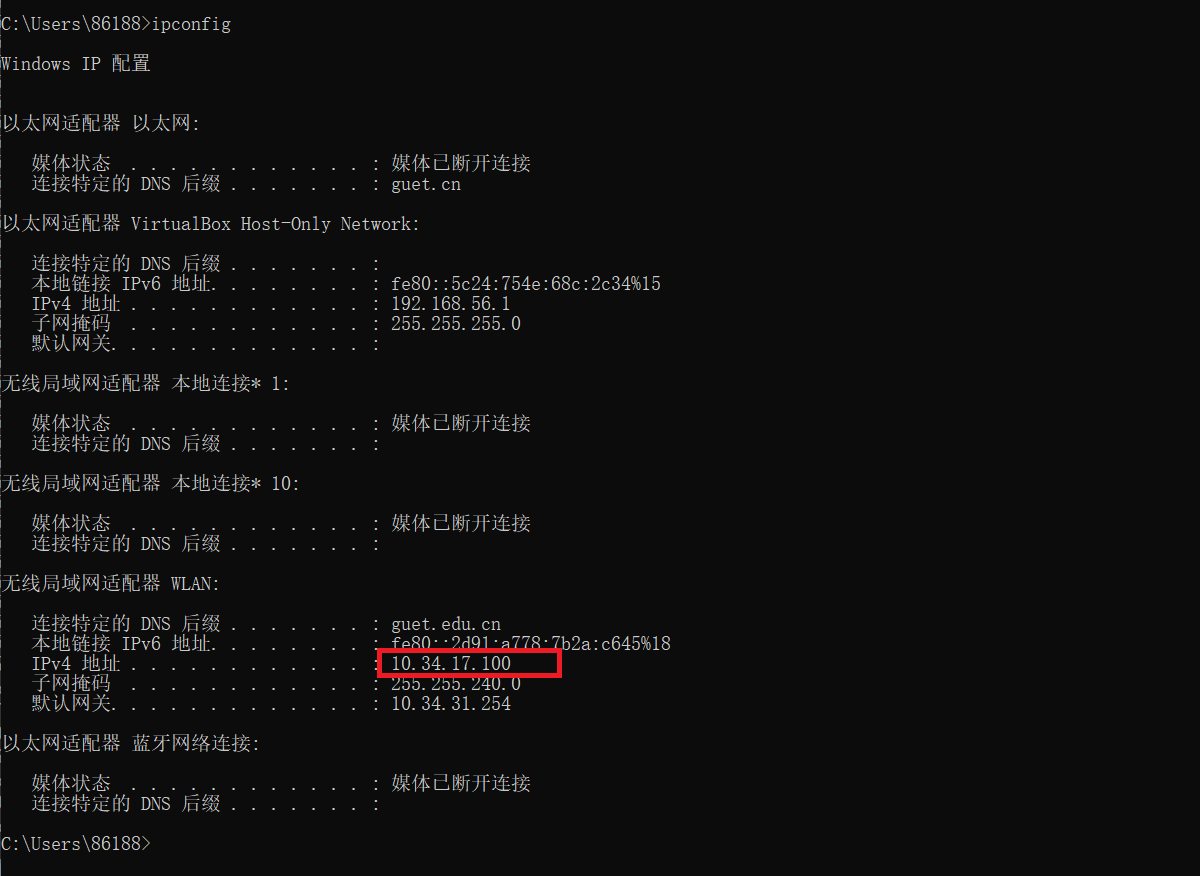 C:\Users\86188>ipconfig
Windows IP 配置
以太网适配器 以太网:
媒体状态  . . . . . . . . . . . . : 媒体已断开连接
连接特定的 DNS 后缀 . . . . . . . : guet.cn
以太网适配器 VirtualBox Host-Only Network:
连接特定的 DNS 后缀 . . . . . . . :
本地链接 IPv6 地址. . . . . . . . : fe80::5c24:754e:68c:2c34%15
IPv4 地址 . . . . . . . . . . . . : 192.168.56.1
子网掩码  . . . . . . . . . . . . : 255.255.255.0
默认网关. . . . . . . . . . . . . :
无线局域网适配器 本地连接* 1:
媒体状态  . . . . . . . . . . . . : 媒体已断开连接
连接特定的 DNS 后缀 . . . . . . . :
无线局域网适配器 本地连接* 10:
媒体状态  . . . . . . . . . . . . : 媒体已断开连接
连接特定的 DNS 后缀 . . . . . . . :
无线局域网适配器 WLAN:
连接特定的 DNS 后缀 . . . . . . . : guet.edu.cn
本地链接 IPv6 地址. . . . . . . . : fe80::2d91:a778:7b2a:c645%18
IPv4 地址 . . . . . . . . . . . . : 10.34.17.100
子网掩码  . . . . . . . . . . . . : 255.255.240.0
默认网关. . . . . . . . . . . . . : 10.34.31.254
以太网适配器 蓝牙网络连接:
媒体状态  . . . . . . . . . . . . : 媒体已断开连接
连接特定的 DNS 后缀 . . . . . . . :
C:\Users\86188>